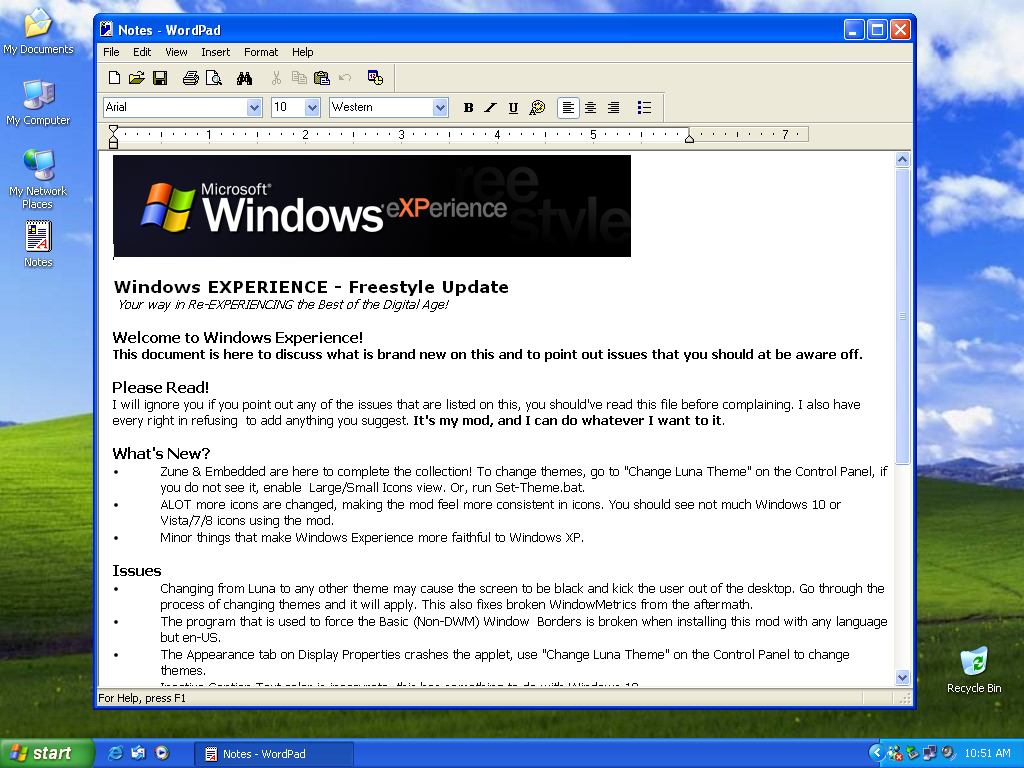 Notes - WordPad
My Documents
File Edit View Insert Format Help
Arial 10 Western B I U
My Computer
1 2 3 4 5 7
Microsoft®
Windows eXPerience
ree
style
My Network
Places
Notes
Windows EXPERIENCE - Freestyle Update
Your way in Re-EXPERIENCING the Best of the Digital Age!
Welcome to Windows Experience!
This document is here to discuss what is brand new on this and to point out issues that you should at be aware off.
Please Read!
I will ignore you if you point out any of the issues that are listed on this, you should've read this file before complaining. I also have
every right in refusing to add anything you suggest. It's my mod, and I can do whatever I want to it.
What's New?
• Zune & Embedded are here to complete the collection! To change themes, go to "Change Luna Theme" on the Control Panel, if
you do not see it, enable Large/Small Icons view. Or, run Set-Theme.bat.
• ALOT more icons are changed, making the mod feel more consistent in icons. You should see not much Windows 10 or
Vista/7/8 icons using the mod.
• Minor things that make Windows Experience more faithful to Windows XP.
Issues
• Changing from Luna to any other theme may cause the screen to be black and kick the user out of the desktop. Go through the
process of changing themes and it will apply. This also fixes broken WindowMetrics from the aftermath.
• The program that is used to force the Basic (Non-DWM) Window Borders is broken when installing this mod with any language
but en-US.
• The Appearance tab on Display Properties crashes the applet, use "Change Luna Theme" on the Control Panel to change
themes.
Recycle Bin
For Help, press F1
start
Notes - WordPad
10:51 AM